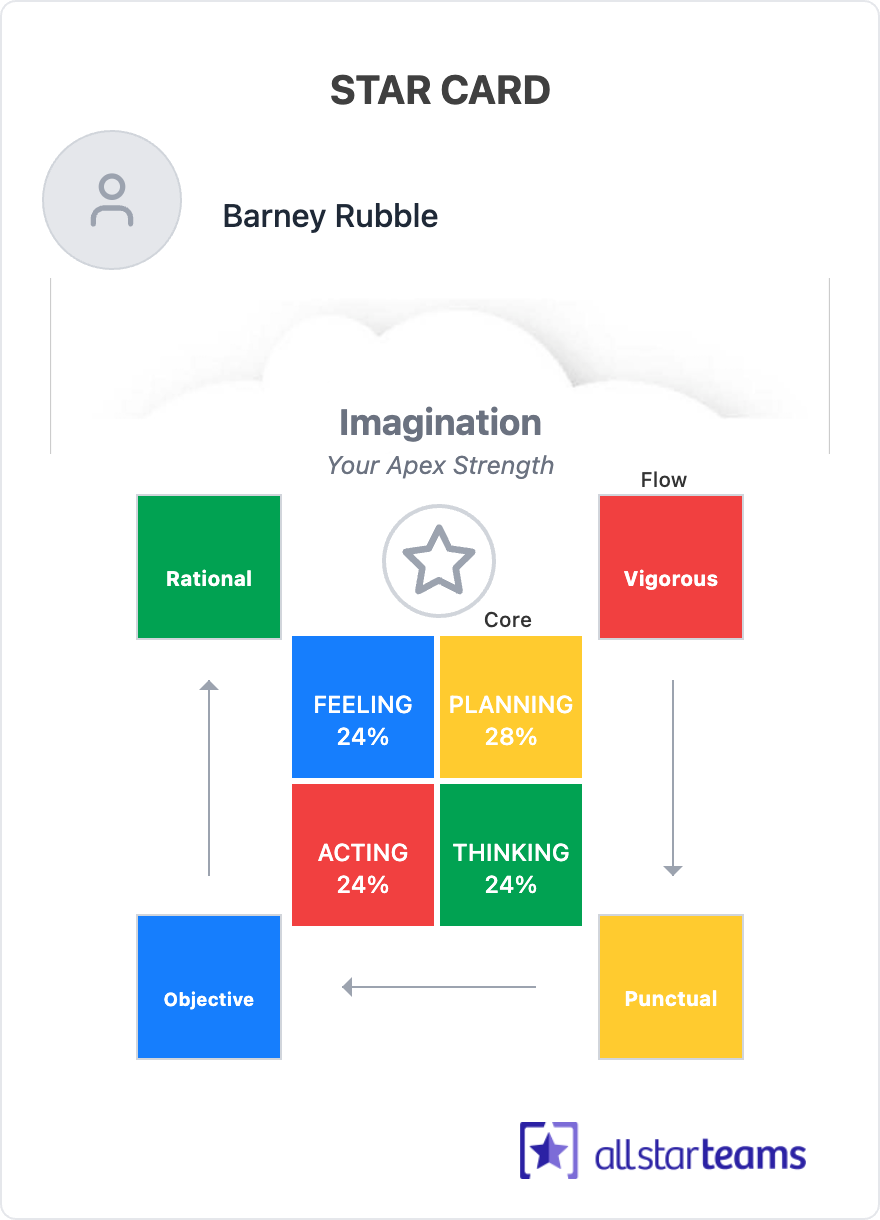 STAR CARD
Barney Rubble
Imagination
Your Apex Strength
Flow
Rational
Vigorous
Core
FEELING
24%
PLANNING
28%
ACTING
24%
THINKING
24%
Objective
Punctual
allstarteams